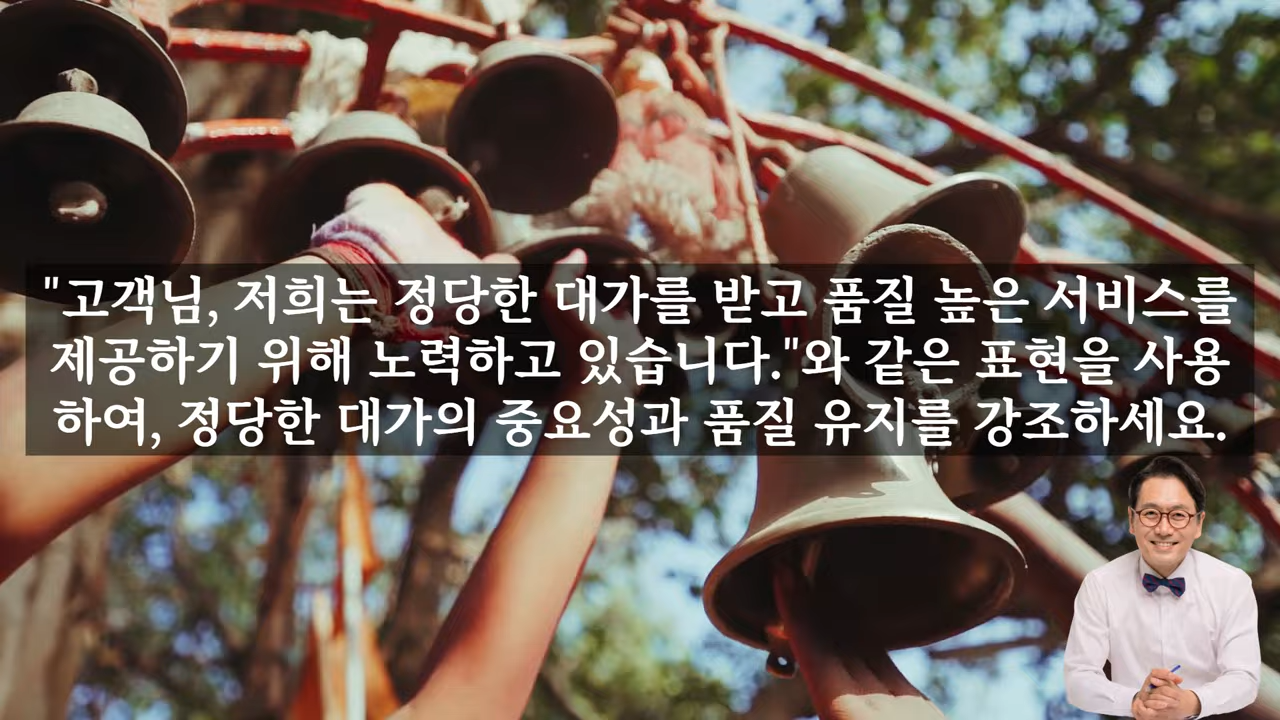 "고객님, 저희는 정당한 대가를 받고 품질 높은 서비스를
제공하기 위해 노력하고 있습니다."와 같은 표현을 사용
하여, 정당한 대가의 중요성과 품질 유지를 강조하세요.